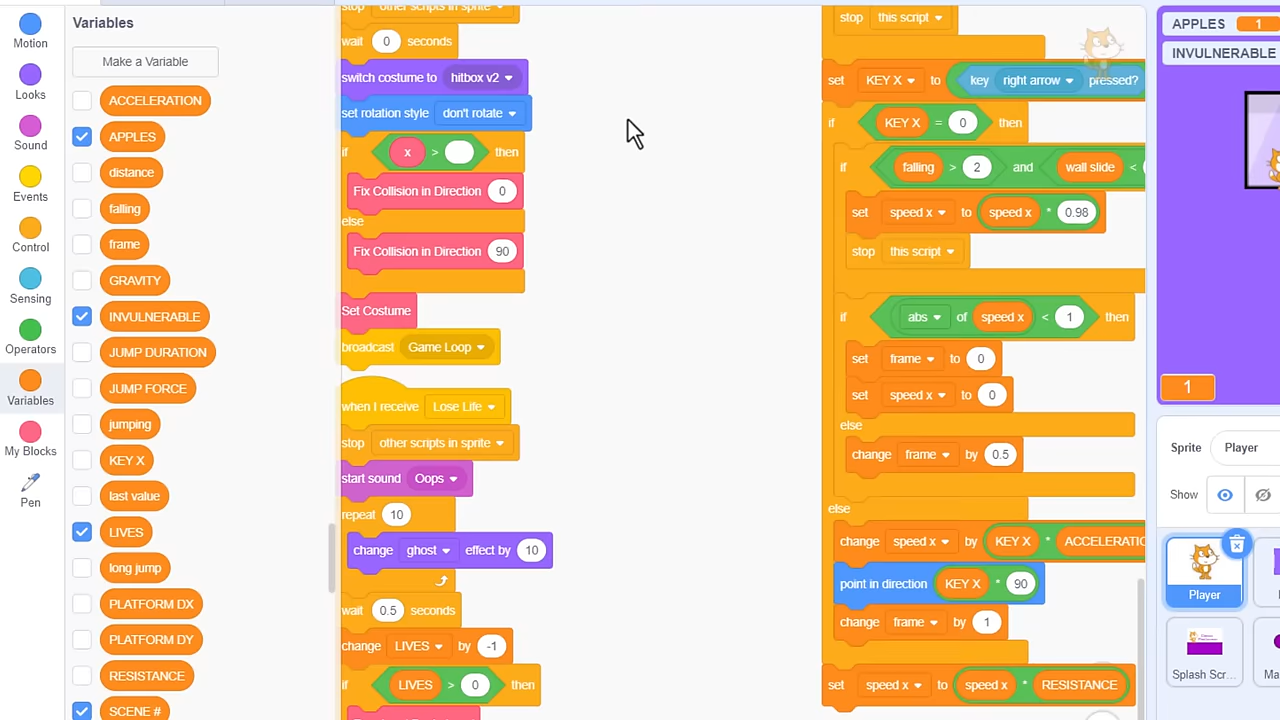 Motion
Looks
Sound
Events
Control
Sensing
Operators
Variables
My Blocks
Pen
Variables
Make a Variable
ACCELERATION
APPLES
distance
falling
frame
GRAVITY
INVULNERABLE
JUMP DURATION
JUMP FORCE
jumping
KEY X
last value
LIVES
long jump
PLATFORM DX
PLATFORM DY
RESISTANCE
SCENE #
stop other scripts in sprite
wait 0 seconds
switch costume to hitbox v2
set rotation style don't rotate
if x > then
Fix Collision in Direction 0
else
Fix Collision in Direction 90
Set Costume
broadcast Game Loop
when I receive Lose Life
stop other scripts in sprite
start sound Oops
repeat 10
change ghost effect by 10
wait 0.5 seconds
change LIVES by -1
if LIVES > 0 then
stop this script
set KEY X to key right arrow pressed?
if KEY X = 0 then
if falling > 2 and wall slide <
set speed x to speed x * 0.98
stop this script
if abs of speed x < 1 then
set frame to 0
set speed x to 0
else
change frame by 0.5
else
change speed x by KEY X * ACCELERATIO
point in direction KEY X * 90
change frame by 1
set speed x to speed x * RESISTANCE
APPLES 1
INVULNERABLE
1
Sprite Player
Show
Player
Splash Scr...
Ma